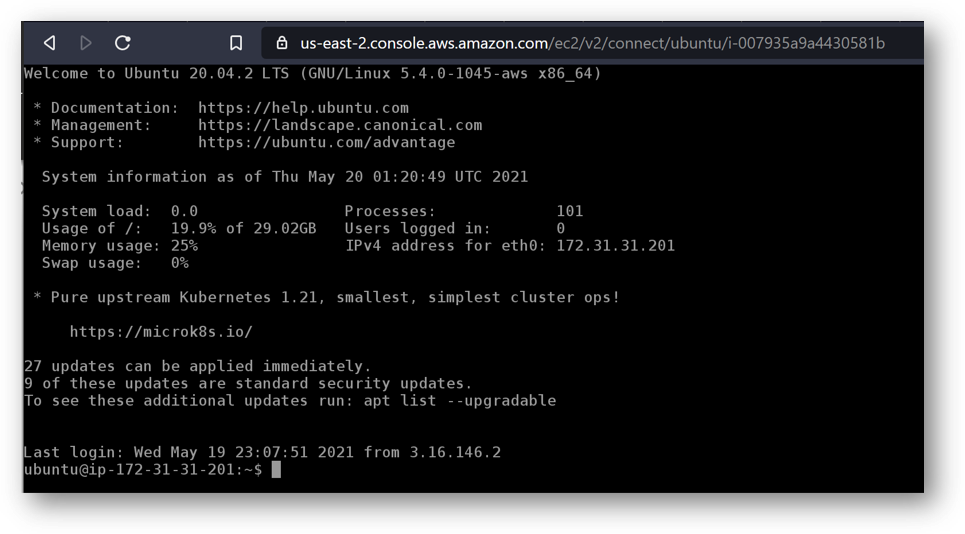 us-east-2.console.aws.amazon.com/ec2/v2/connect/ubuntu/i-007935a9a4430581b
Welcome to Ubuntu 20.04.2 LTS (GNU/Linux 5.4.0-1045-aws x86_64)
* Documentation:  https://help.ubuntu.com
* Management:     https://landscape.canonical.com
* Support:        https://ubuntu.com/advantage
System information as of Thu May 20 01:20:49 UTC 2021
System load:  0.0                Processes:             101
Usage of /:   19.9% of 29.02GB   Users logged in:       0
Memory usage: 25%                IPv4 address for eth0: 172.31.31.201
Swap usage:   0%
* Pure upstream Kubernetes 1.21, smallest, simplest cluster ops!
https://microk8s.io/
27 updates can be applied immediately.
9 of these updates are standard security updates.
To see these additional updates run: apt list --upgradable
Last login: Wed May 19 23:07:51 2021 from 3.16.146.2
ubuntu@ip-172-31-31-201:~$